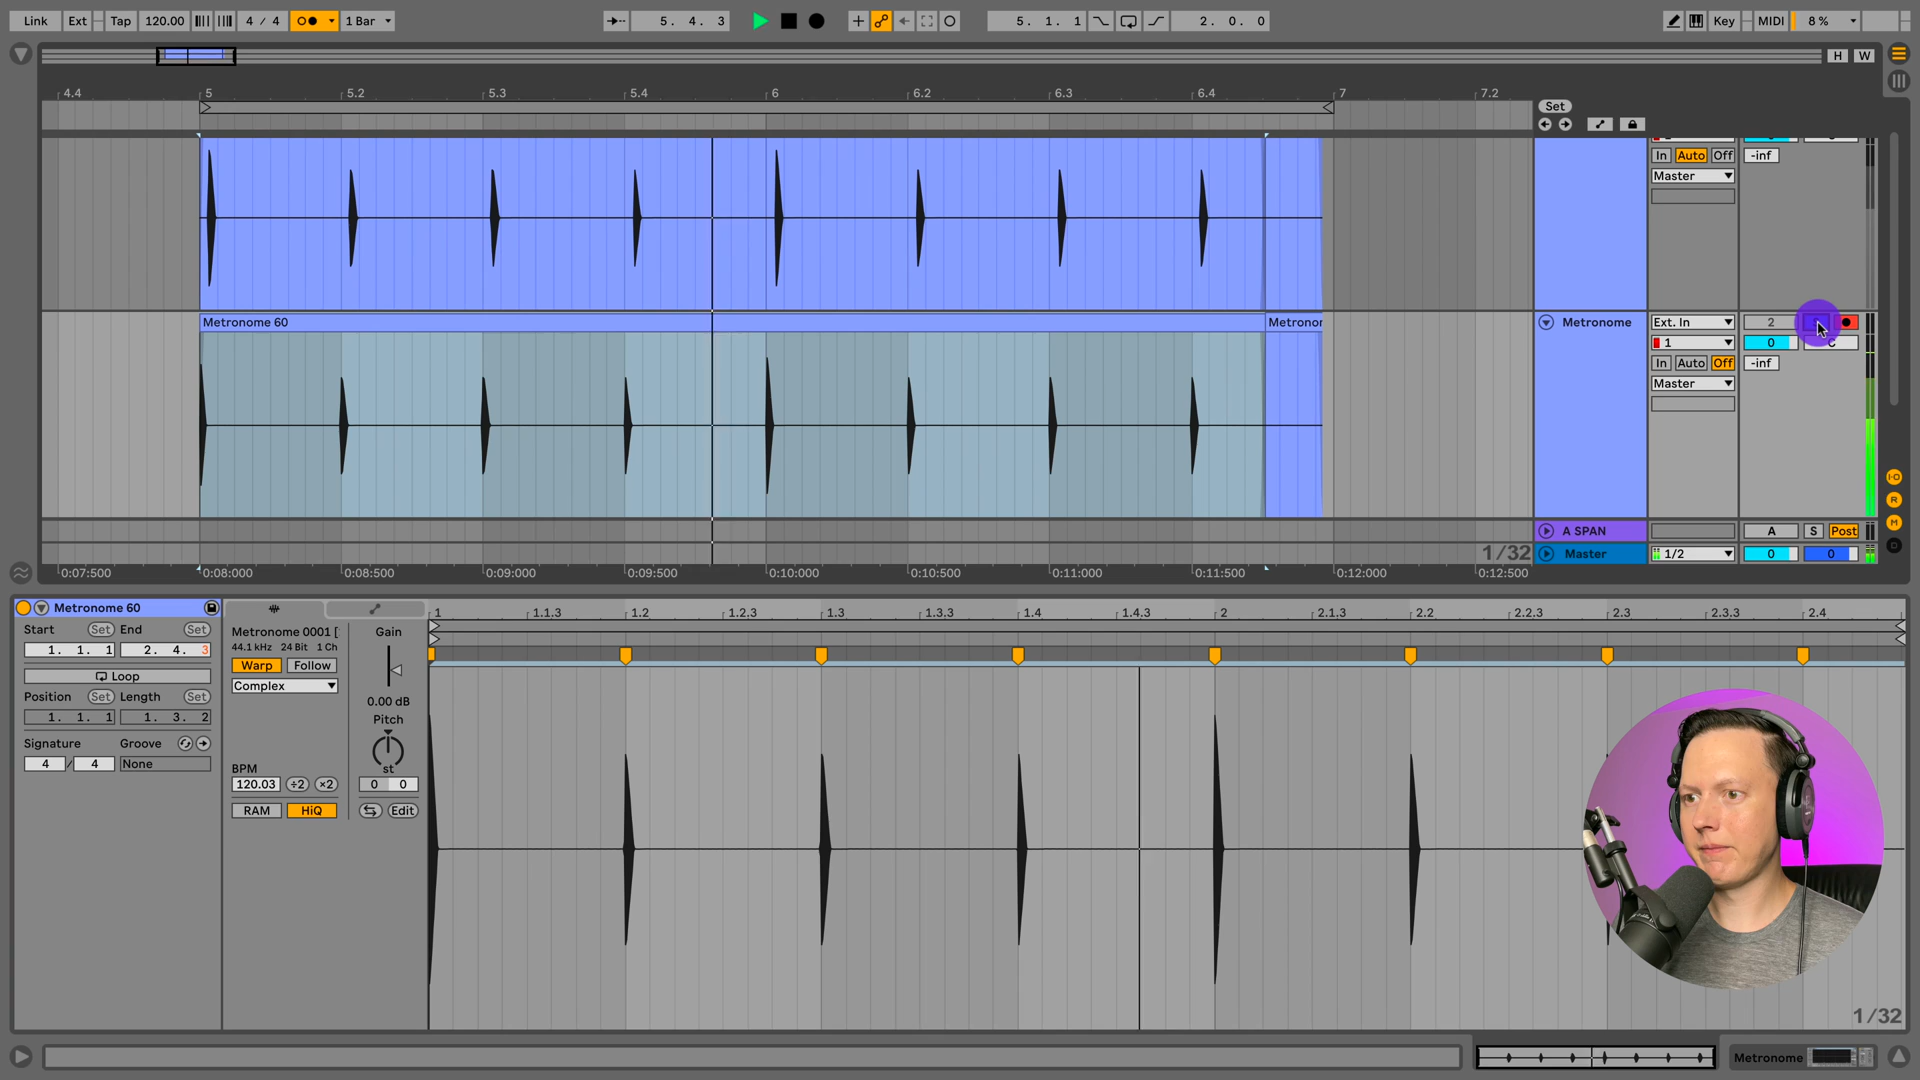 Link Ext Tap 120.00 4 / 4 1 Bar 5. 4. 3 5. 1. 1 2. 0. 0 Key MIDI 8 %
H W
4.4 5 5.2 5.3 5.4 6 6.2 6.3 6.4 7 7.2
Set
In Auto Off -inf
Master
Metronome 60 Metronor Metronome Ext. In 2
1 0 C
In Auto Off -inf
Master
A SPAN A S Post
1/32 Master 1/2 0 0
0:07:500 0:08:000 0:08:500 0:09:000 0:09:500 0:10:000 0:10:500 0:11:000 0:11:500 0:12:000 0:12:500
Metronome 60
1 1.1.3 1.2 1.2.3 1.3 1.3.3 1.4 1.4.3 2 2.1.3 2.2 2.2.3 2.3 2.3.3 2.4
Start Set End Set
1. 1. 1 2. 4. 3
Loop
Position Set Length Set
1. 1. 1 1. 3. 2
Signature Groove
4 / 4 None
Metronome 0001 [
44.1 kHz 24 Bit 1 Ch
Warp Follow
Complex
BPM
120.03 ÷2 ×2
RAM HiQ
Gain
0.00 dB
Pitch
st
0 0
Edit
1/32
Metronome